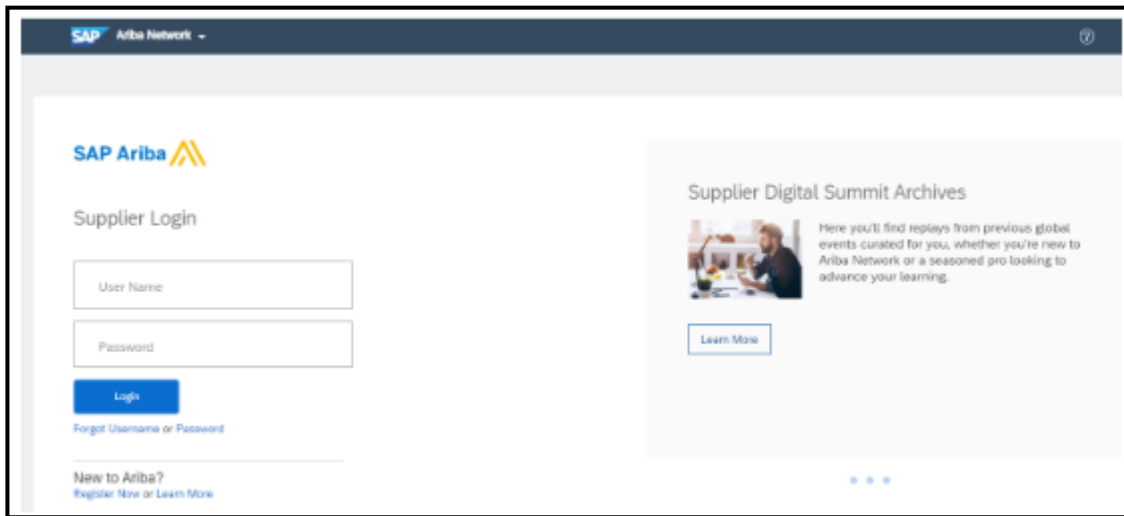 SAP Ariba Network
SAP Ariba
Supplier Login
User Name
Password
Login
Forgot Username or Password
New to Ariba?
Register Now or Learn More
Supplier Digital Summit Archives
Here you'll find replays from previous global
events curated for you, whether you're new to
Ariba Network or a seasoned pro looking to
advance your learning.
Learn More